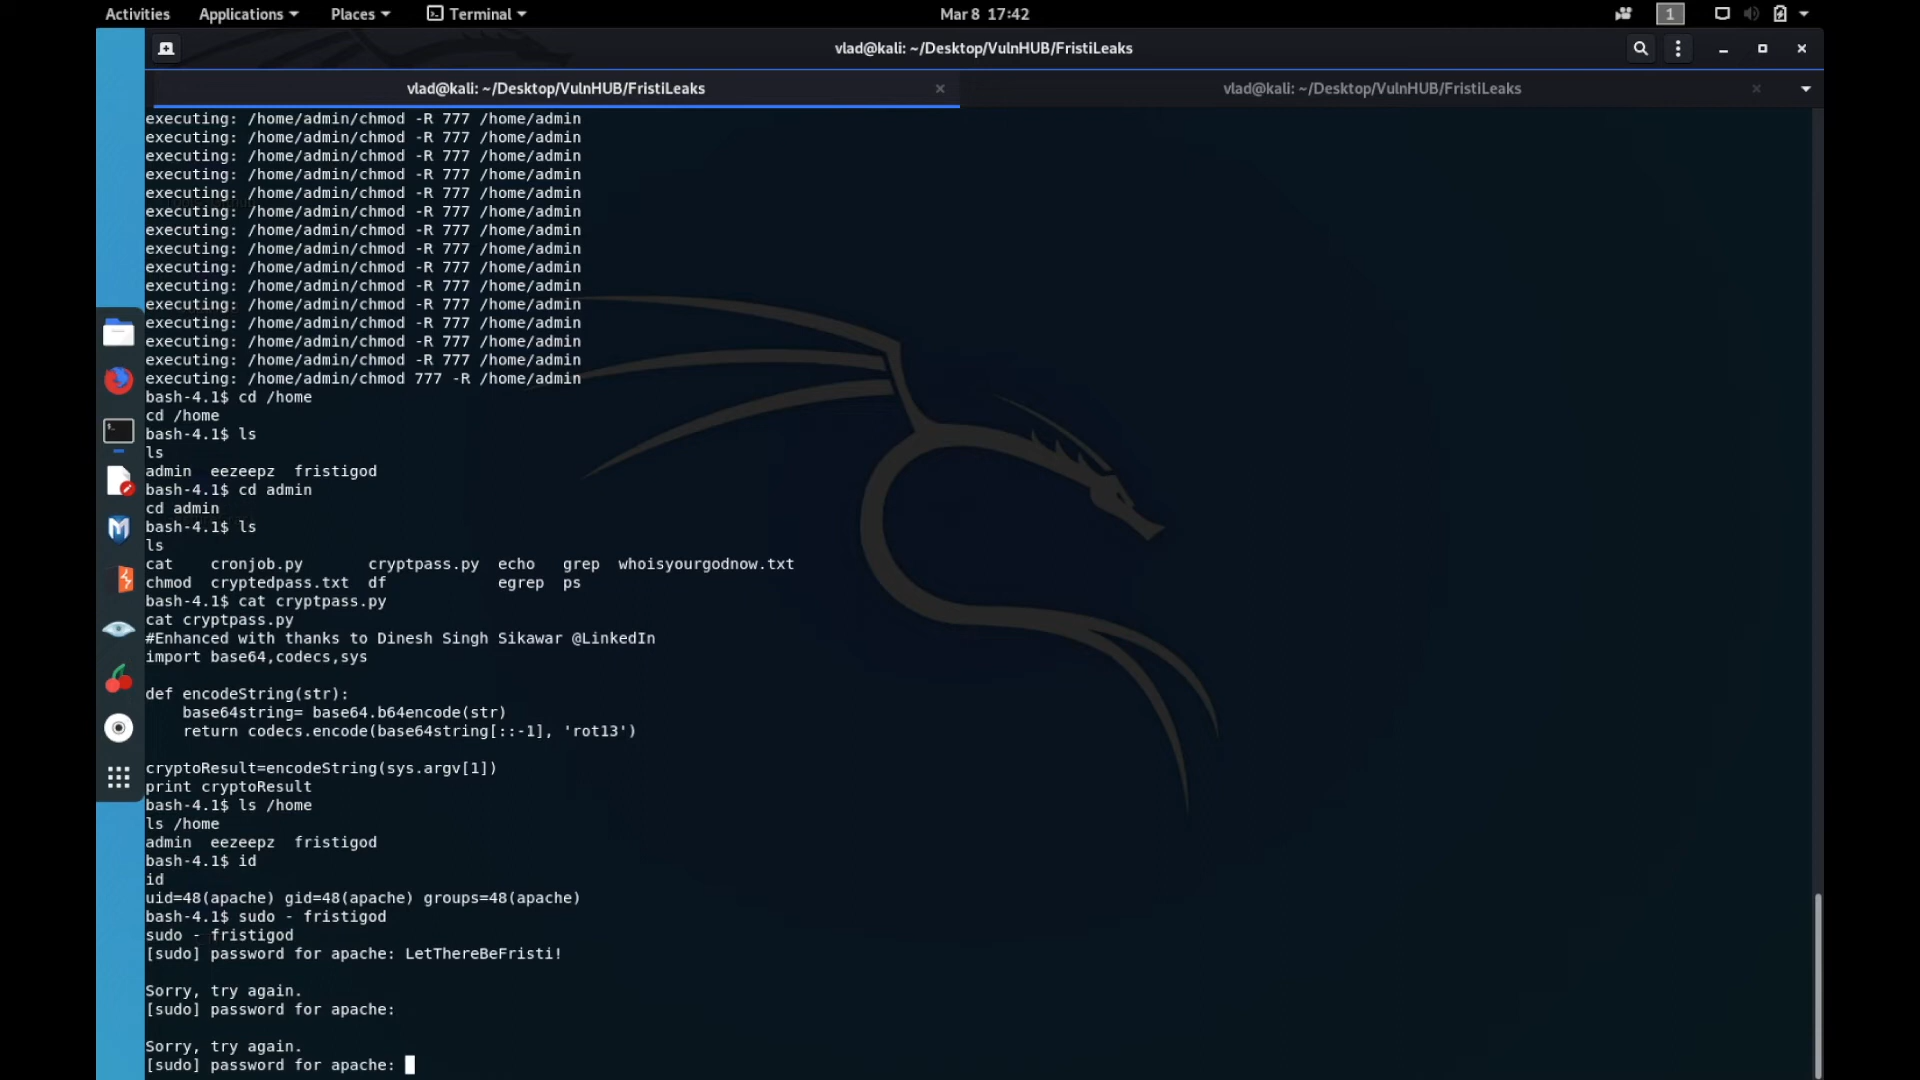 Activities Applications Places Terminal Mar 8 17:42 1
vlad@kali: ~/Desktop/VulnHUB/FristiLeaks
vlad@kali: ~/Desktop/VulnHUB/FristiLeaks vlad@kali: ~/Desktop/VulnHUB/FristiLeaks
executing: /home/admin/chmod -R 777 /home/admin
executing: /home/admin/chmod -R 777 /home/admin
executing: /home/admin/chmod -R 777 /home/admin
executing: /home/admin/chmod -R 777 /home/admin
executing: /home/admin/chmod -R 777 /home/admin
executing: /home/admin/chmod -R 777 /home/admin
executing: /home/admin/chmod -R 777 /home/admin
executing: /home/admin/chmod -R 777 /home/admin
executing: /home/admin/chmod -R 777 /home/admin
executing: /home/admin/chmod -R 777 /home/admin
executing: /home/admin/chmod -R 777 /home/admin
executing: /home/admin/chmod -R 777 /home/admin
executing: /home/admin/chmod -R 777 /home/admin
executing: /home/admin/chmod -R 777 /home/admin
executing: /home/admin/chmod 777 -R /home/admin
bash-4.1$ cd /home
cd /home
bash-4.1$ ls
ls
admin  eezeepz  fristigod
bash-4.1$ cd admin
cd admin
bash-4.1$ ls
ls
cat    cronjob.py       cryptpass.py  echo   grep  whoisyourgodnow.txt
chmod  cryptedpass.txt  df            egrep  ps
bash-4.1$ cat cryptpass.py
cat cryptpass.py
#Enhanced with thanks to Dinesh Singh Sikawar @LinkedIn
import base64,codecs,sys
def encodeString(str):
    base64string= base64.b64encode(str)
    return codecs.encode(base64string[::-1], 'rot13')
cryptoResult=encodeString(sys.argv[1])
print cryptoResult
bash-4.1$ ls /home
ls /home
admin  eezeepz  fristigod
bash-4.1$ id
id
uid=48(apache) gid=48(apache) groups=48(apache)
bash-4.1$ sudo - fristigod
sudo - fristigod
[sudo] password for apache: LetThereBeFristi!
Sorry, try again.
[sudo] password for apache:
Sorry, try again.
[sudo] password for apache: